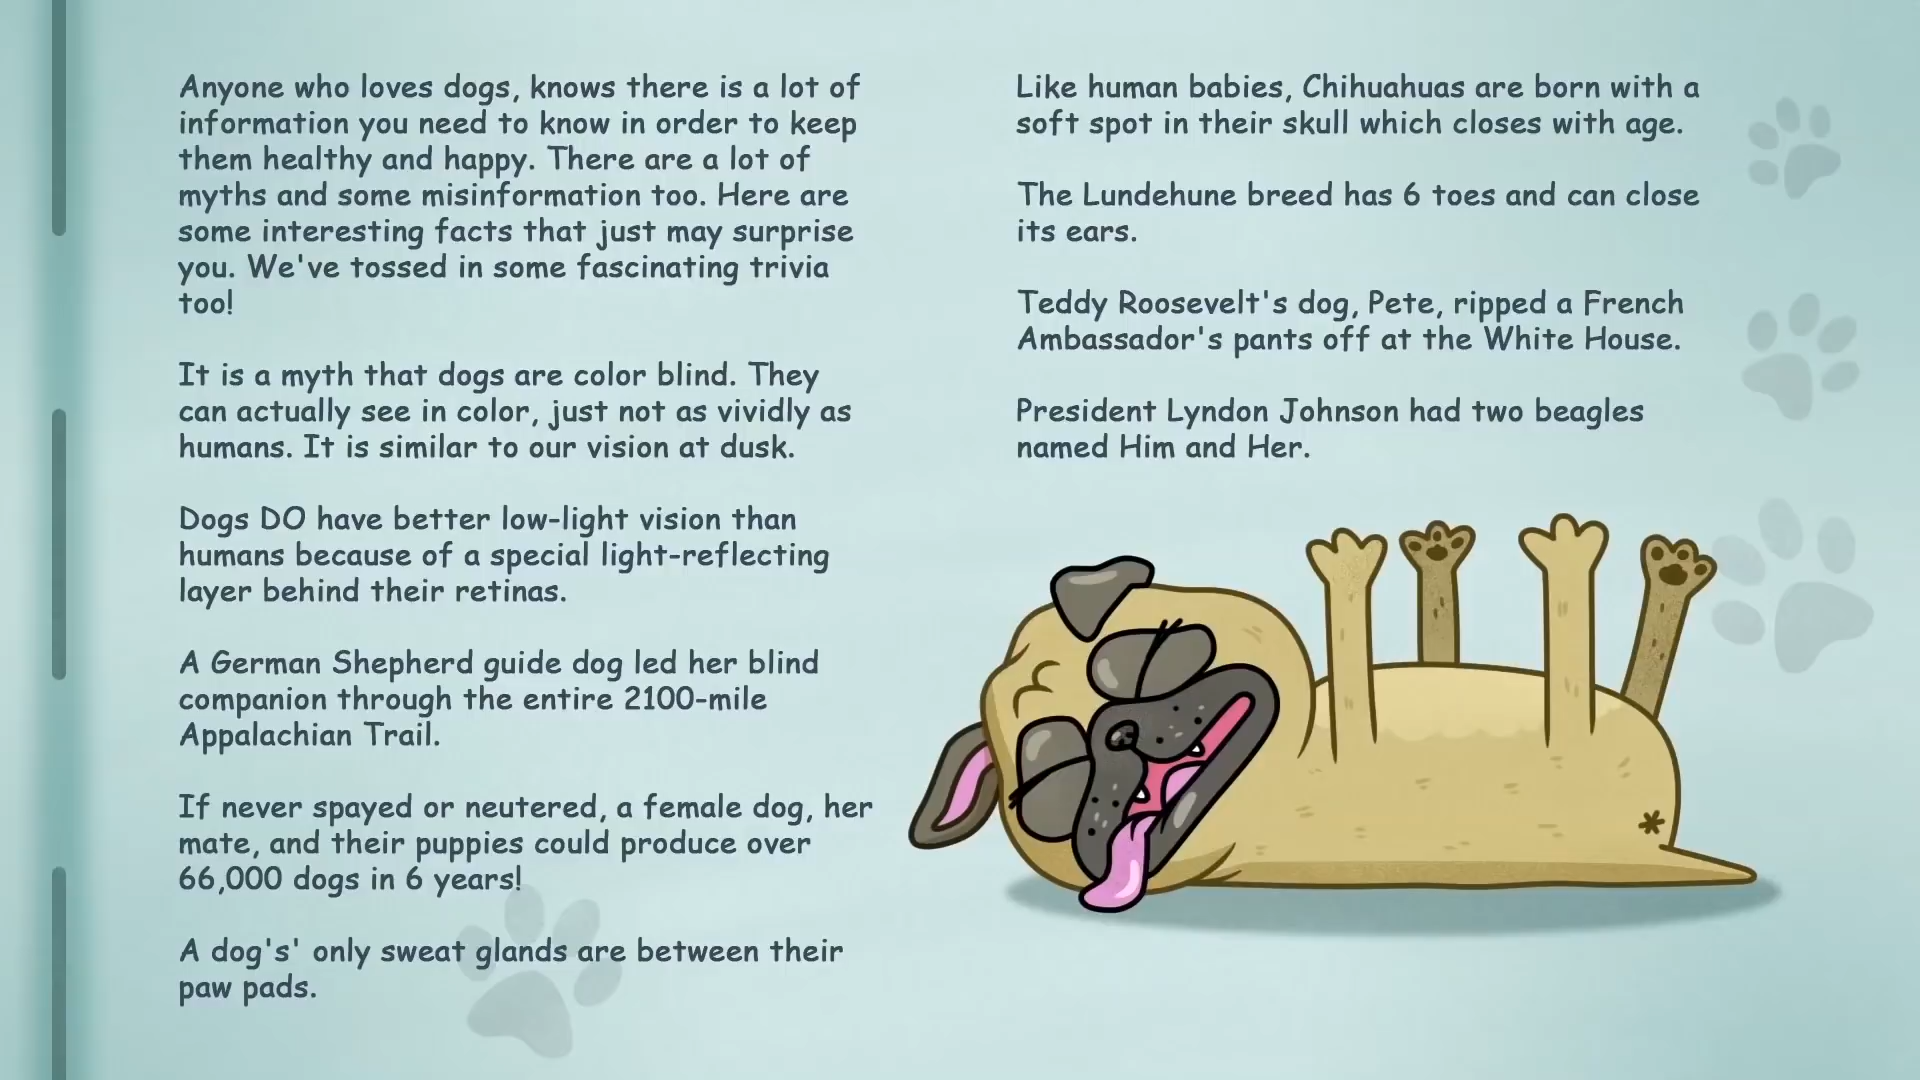 Anyone who loves dogs, knows there is a lot of
information you need to know in order to keep
them healthy and happy. There are a lot of
myths and some misinformation too. Here are
some interesting facts that just may surprise
you. We've tossed in some fascinating trivia
too!
It is a myth that dogs are color blind. They
can actually see in color, just not as vividly as
humans. It is similar to our vision at dusk.
Dogs DO have better low-light vision than
humans because of a special light-reflecting
layer behind their retinas.
A German Shepherd guide dog led her blind
companion through the entire 2100-mile
Appalachian Trail.
If never spayed or neutered, a female dog, her
mate, and their puppies could produce over
66,000 dogs in 6 years!
A dog's' only sweat glands are between their
paw pads.
Like human babies, Chihuahuas are born with a
soft spot in their skull which closes with age.
The Lundehune breed has 6 toes and can close
its ears.
Teddy Roosevelt's dog, Pete, ripped a French
Ambassador's pants off at the White House.
President Lyndon Johnson had two beagles
named Him and Her.